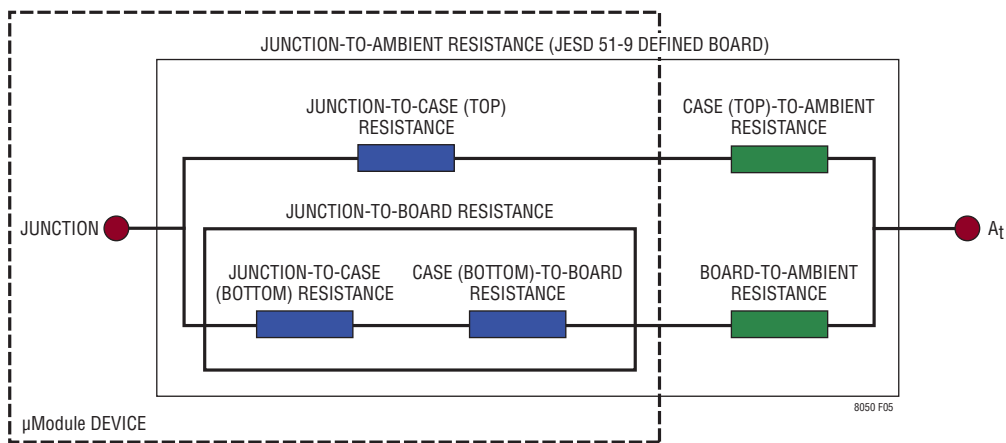 JUNCTION-TO-AMBIENT RESISTANCE (JESD 51-9 DEFINED BOARD)
JUNCTION-TO-CASE (TOP)
RESISTANCE
CASE (TOP)-TO-AMBIENT
RESISTANCE
JUNCTION-TO-BOARD RESISTANCE
JUNCTION
At
JUNCTION-TO-CASE
(BOTTOM) RESISTANCE
CASE (BOTTOM)-TO-BOARD
RESISTANCE
BOARD-TO-AMBIENT
RESISTANCE
8050 F05
µModule DEVICE